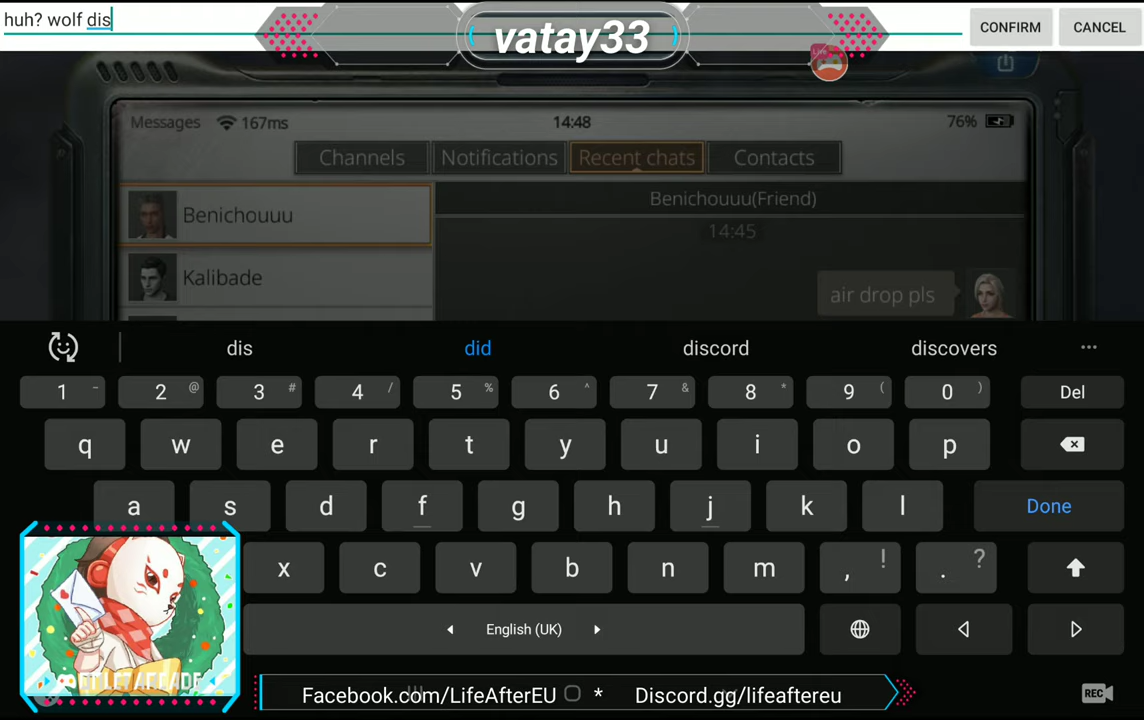 huh? wolf dis
vatay33
CONFIRM
CANCEL
Live
Messages
167ms
14:48
76%
Channels
Notifications
Recent chats
Contacts
Benichouuu
Benichouuu(Friend)
14:45
Kalibade
air drop pls
dis
did
discord
discovers
...
1 - 2 @ 3 # 4 / 5 % 6 ^ 7 & 8 * 9 ( 0 ) Del
q w e r t y u i o p
a s d f g h j k l Done
x c v b n m , ! . ?
English (UK)
Facebook.com/LifeAfterEU * Discord.gg/lifeaftereu
REC